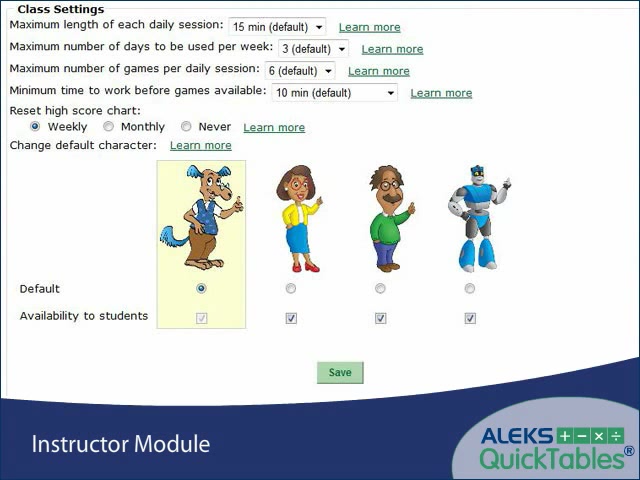 Class Settings
Maximum length of each daily session: 15 min (default) Learn more
Maximum number of days to be used per week: 3 (default) Learn more
Maximum number of games per daily session: 6 (default) Learn more
Minimum time to work before games available: 10 min (default) Learn more
Reset high score chart:
Weekly Monthly Never Learn more
Change default character: Learn more
Default
Availability to students
Save
Instructor Module
ALEKS + − × ÷
QuickTables®